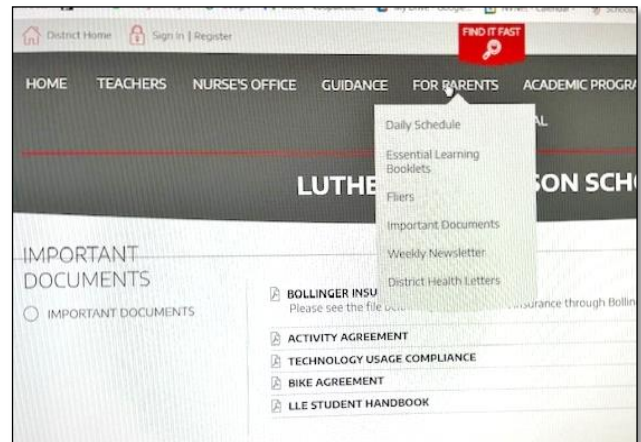 District Home Sign In | Register
FIND IT FAST
HOME TEACHERS NURSE'S OFFICE GUIDANCE FOR PARENTS ACADEMIC PROGRA
AL
Daily Schedule
Essential Learning
Booklets
Fliers
Important Documents
Weekly Newsletter
District Health Letters
LUTHE SON SCH
IMPORTANT
DOCUMENTS
IMPORTANT DOCUMENTS
BOLLINGER INSU
Please see the file insurance through Bollin
ACTIVITY AGREEMENT
TECHNOLOGY USAGE COMPLIANCE
BIKE AGREEMENT
LLE STUDENT HANDBOOK